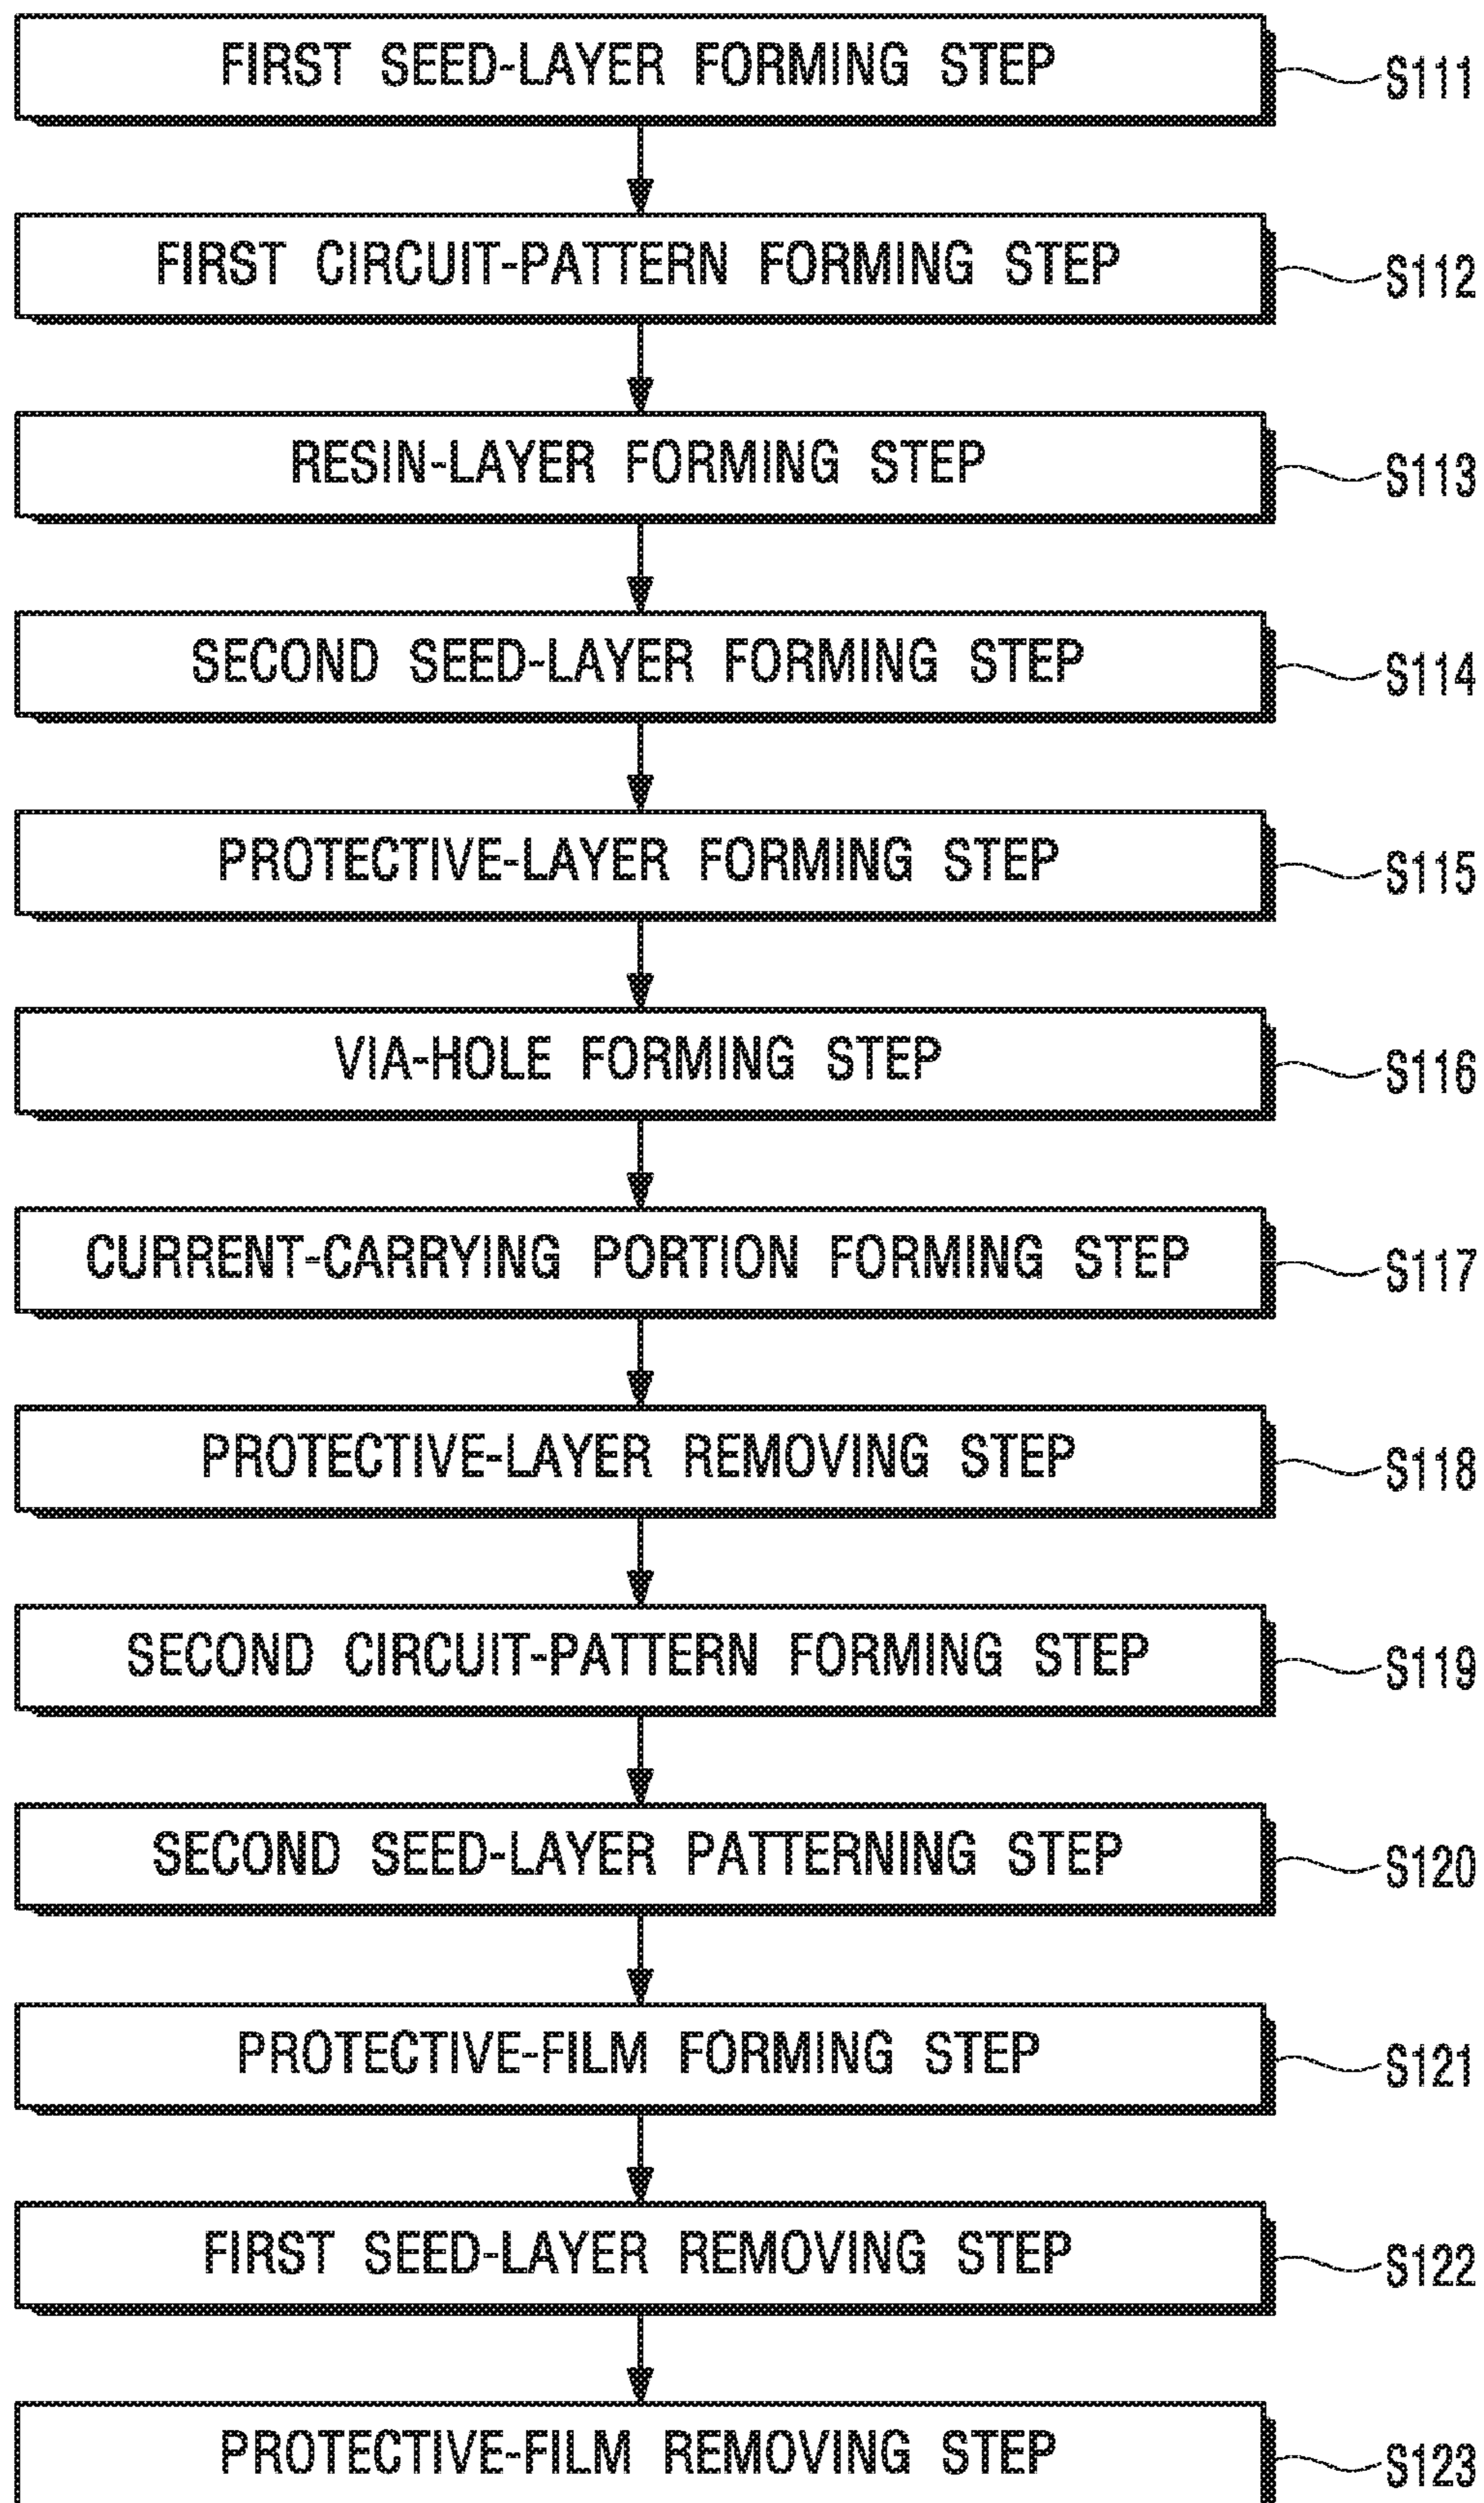 FIRST SEED-LAYER FORMING STEP S111
FIRST CIRCUIT-PATTERN FORMING STEP S112
RESIN-LAYER FORMING STEP S113
SECOND SEED-LAYER FORMING STEP S114
PROTECTIVE-LAYER FORMING STEP S115
VIA-HOLE FORMING STEP S116
CURRENT-CARRYING PORTION FORMING STEP S117
PROTECTIVE-LAYER REMOVING STEP S118
SECOND CIRCUIT-PATTERN FORMING STEP S119
SECOND SEED-LAYER PATTERNING STEP S120
PROTECTIVE-FILM FORMING STEP S121
FIRST SEED-LAYER REMOVING STEP S122
PROTECTIVE-FILM REMOVING STEP S123